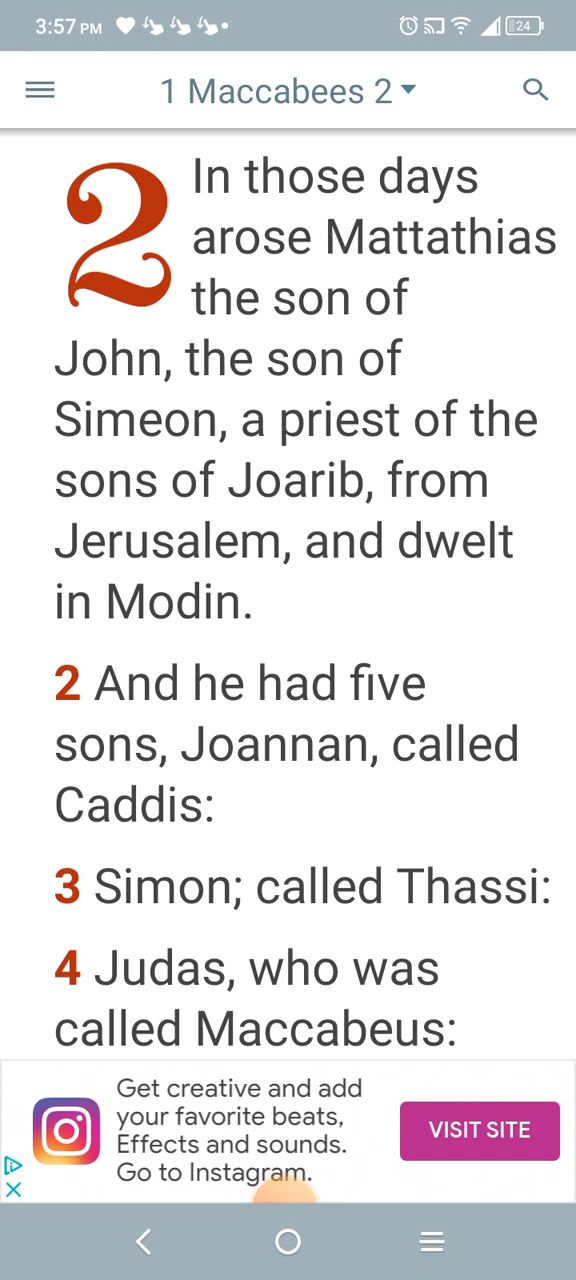 3:57 PM
24
1 Maccabees 2
2 In those days
arose Mattathias
the son of
John, the son of
Simeon, a priest of the
sons of Joarib, from
Jerusalem, and dwelt
in Modin.
2 And he had five
sons, Joannan, called
Caddis:
3 Simon; called Thassi:
4 Judas, who was
called Maccabeus:
Get creative and add
your favorite beats,
Effects and sounds.
Go to Instagram.
VISIT SITE